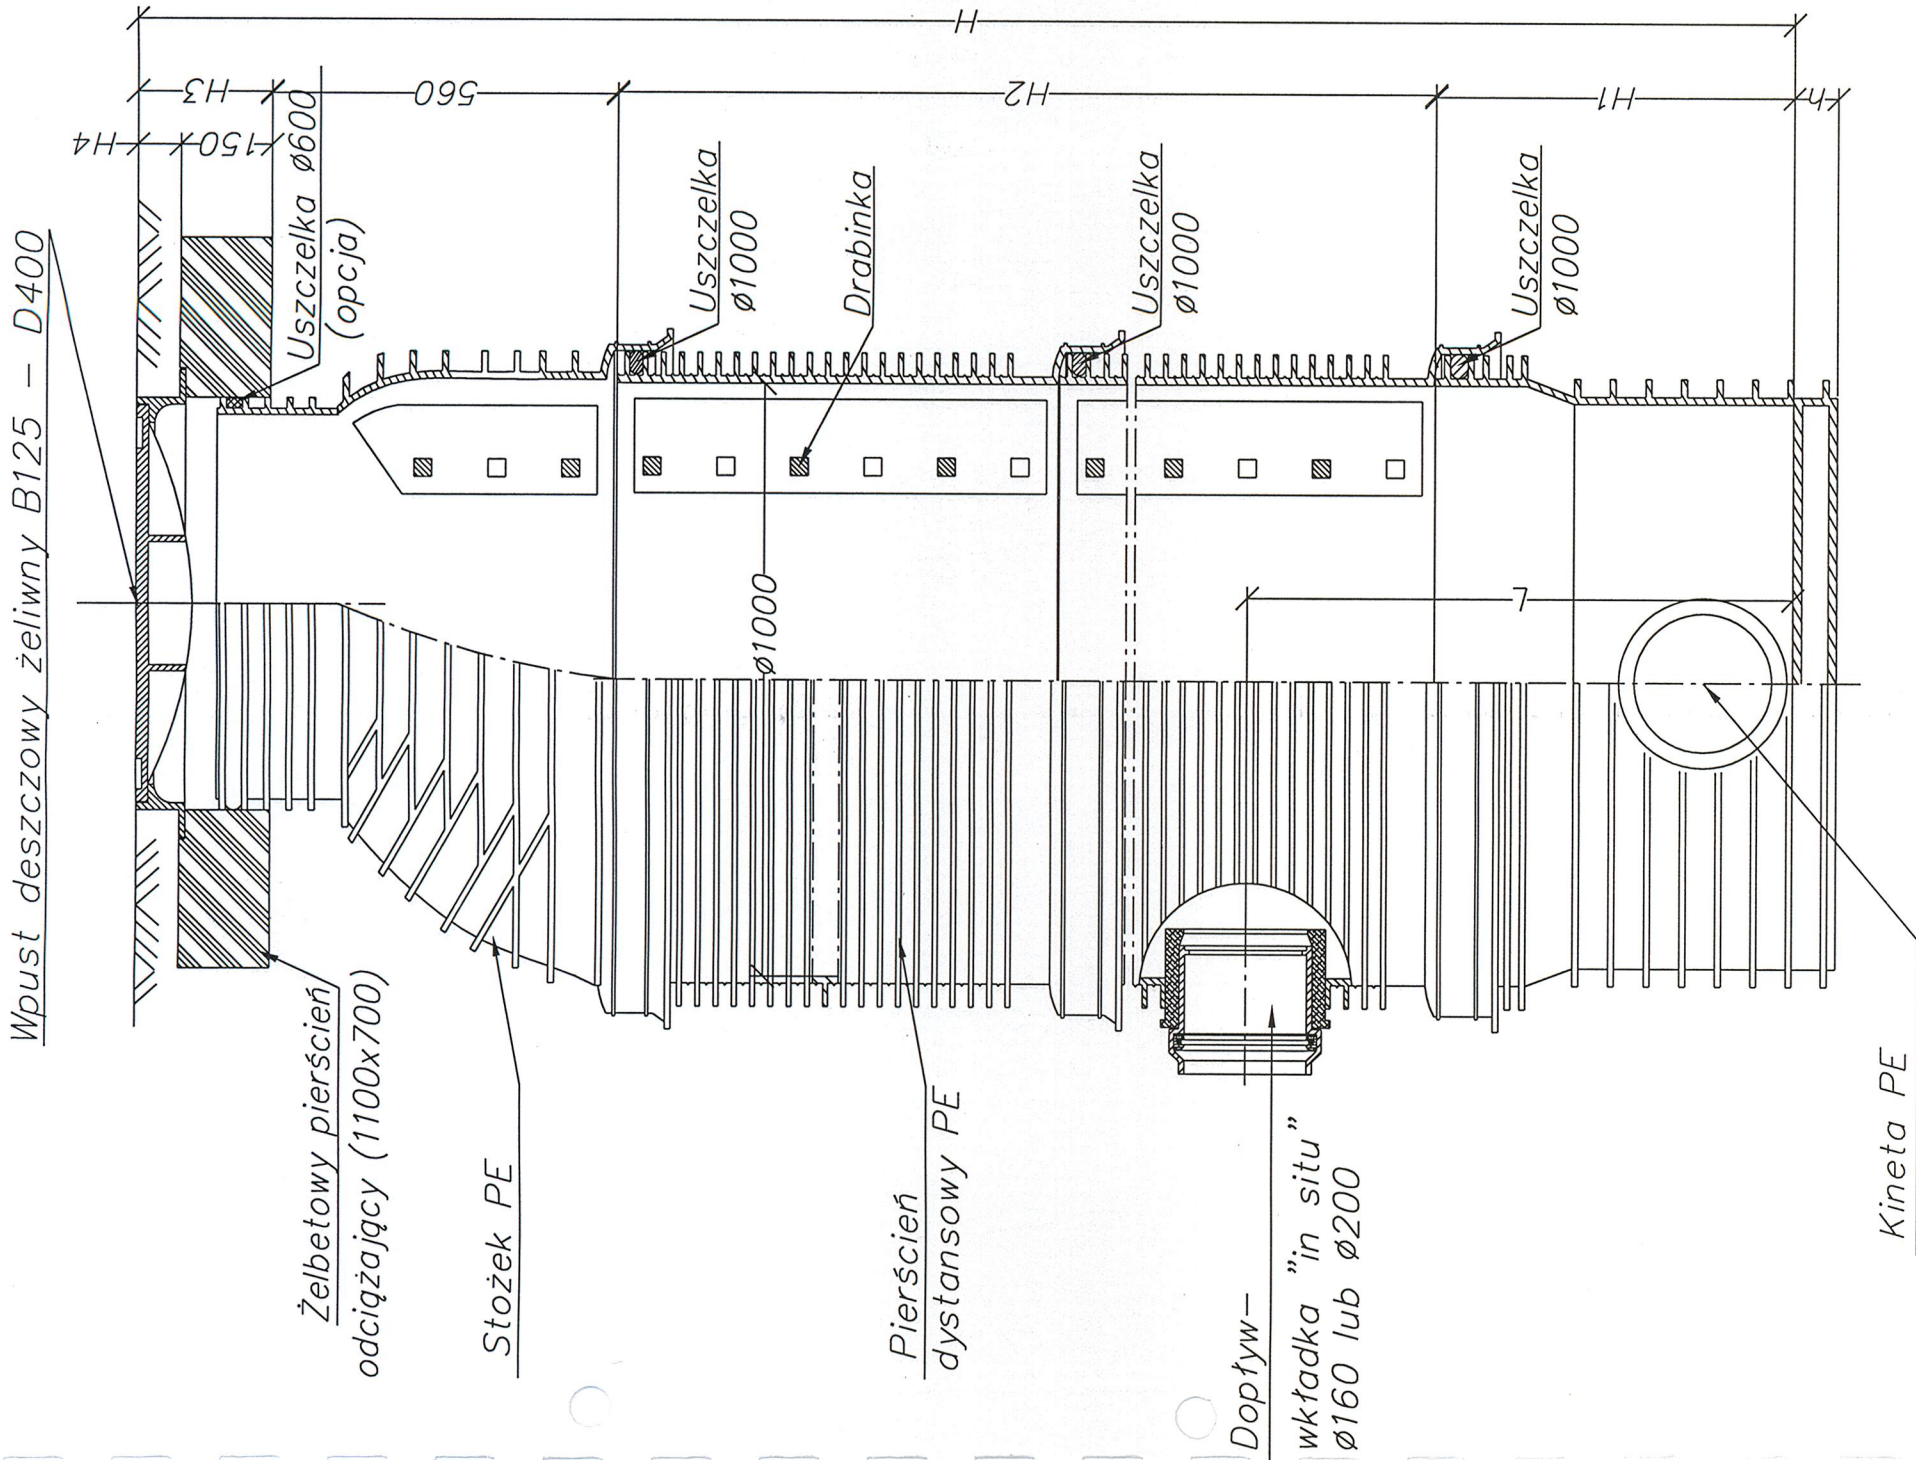 Wpust deszczowy żeliwny B125 – D400
H
H3
560
H2
H1
h
H4
150
Uszczelka ø600
(opcja)
Uszczelka
ø1000
Drabinka
Uszczelka
ø1000
Uszczelka
ø1000
ø1000
L
Żelbetowy pierścień
odciążający (1100x700)
Stożek PE
Pierścień
dystansowy PE
Dopływ–
wkładka "in situ"
ø160 lub ø200
Kineta PE